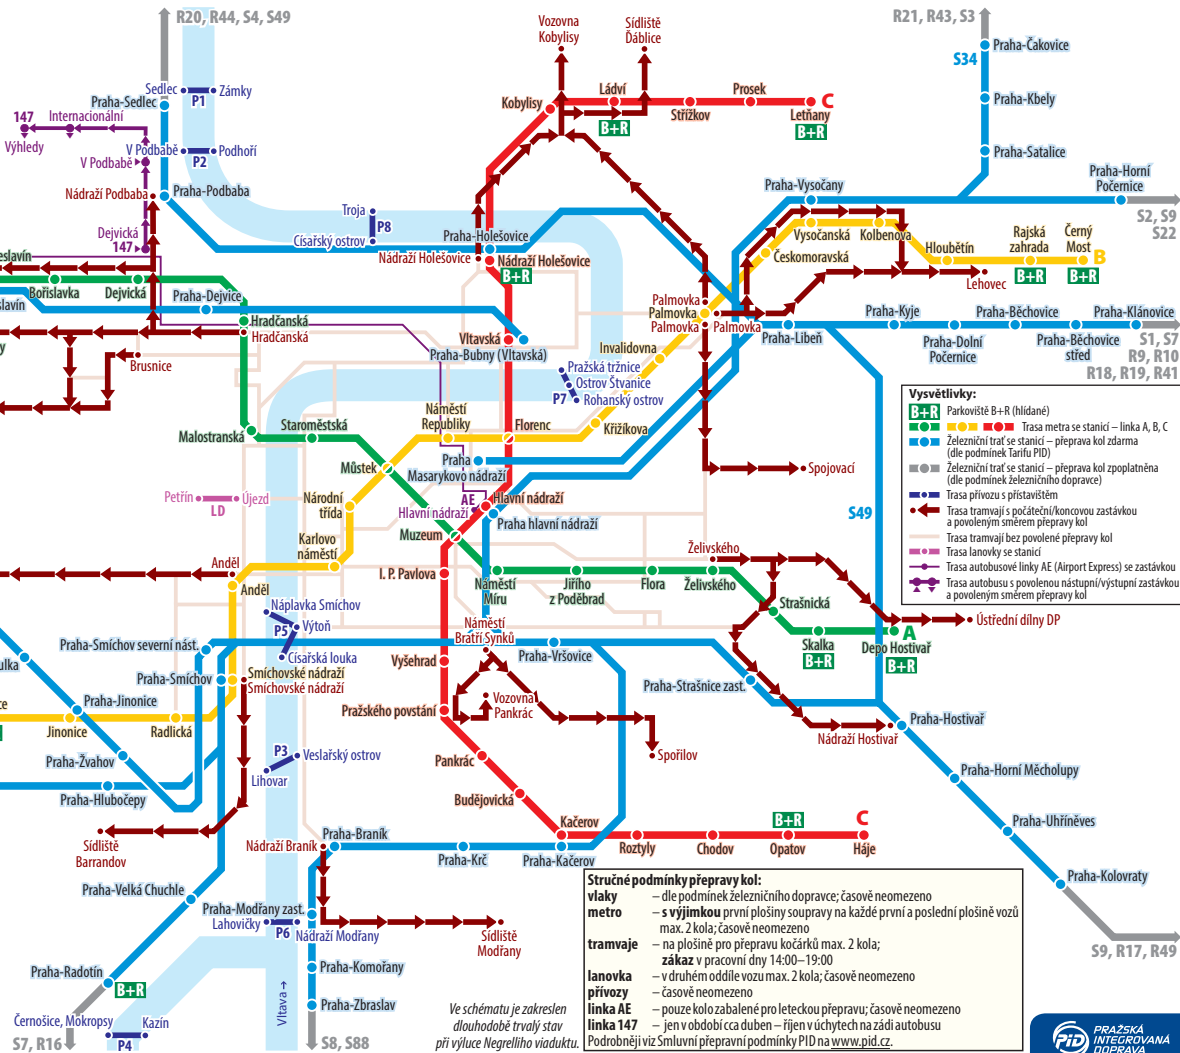 R20, R44, S4, S49
R21, R43, S3
Vozovna
Kobylisy
Sídliště
Ďáblice
Praha-Čakovice
S34
Sedlec
P1
Zámky
Praha-Sedlec
Kobylisy
Ládví
B+R
Střížkov
Prosek
C
Letňany
B+R
Praha-Kbely
147
Internacionální
Výhledy
V Podbabě
V Podbabě
P2
Podhoří
Praha-Satalice
Praha-Horní
Počernice
S2, S9
S22
Nádraží Podbaba
Praha-Podbaba
Praha-Vysočany
Troja
P8
Císařský ostrov
Dejvická
147
Praha-Holešovice
Nádraží Holešovice
Nádraží Holešovice
B+R
Vysočanská
Kolbenova
Českomoravská
Hloubětín
Rajská
zahrada
B+R
Černý
Most
B+R
B
Lehovec
eslavín
Bořislavka
Dejvická
Praha-Dejvice
slavín
Hradčanská
Hradčanská
Palmovka
Palmovka
Palmovka
Palmovka
Praha-Libeň
Praha-Kyje
Praha-Dolní
Počernice
Praha-Běchovice
Praha-Běchovice
střed
Praha-Klánovice
S1, S7
R9, R10
R18, R19, R41
Vltavská
Praha-Bubny (Vltavská)
Invalidovna
y
Brusnice
Pražská tržnice
Ostrov Štvanice
P7
Rohanský ostrov
Malostranská
Staroměstská
Náměstí
Republiky
Florenc
Křižíkova
Můstek
Praha
Masarykovo nádraží
Spojovací
Petřín
LD
Újezd
Národní
třída
AE
Hlavní nádraží
Hlavní nádraží
Praha hlavní nádraží
S49
Karlovo
náměstí
Muzeum
Anděl
Anděl
I. P. Pavlova
Náměstí
Míru
Jiřího
z Poděbrad
Flora
Želivského
Želivského
Strašnická
Skalka
B+R
A
Depo Hostivař
B+R
Ústřední dílny DP
Vysvětlivky:
B+R Parkoviště B+R (hlídané)
Trasa metra se stanicí – linka A, B, C
Železniční trať se stanicí – přeprava kol zdarma
(dle podmínek Tarifu PID)
Železniční trať se stanicí – přeprava kol zpoplatněna
(dle podmínek železničního dopravce)
Trasa přívozu s přístavištěm
Trasa tramvají s počáteční/koncovou zastávkou
a povoleným směrem přepravy kol
Trasa tramvají bez povolené přepravy kol
Trasa lanovky se stanicí
Trasa autobusové linky AE (Airport Express) se zastávkou
Trasa autobusu s povolenou nástupní/výstupní zastávkou
a povoleným směrem přepravy kol
Náplavka Smíchov
P5
Výtoň
Císařská louka
Náměstí
Bratří Synků
Praha-Vršovice
Praha-Smíchov severní nást.
ulka
Praha-Smíchov
Smíchovské nádraží
Smíchovské nádraží
Vyšehrad
Praha-Strašnice zast.
Praha-Jinonice
Vozovna
Pankrác
Pražského povstání
ce
Jinonice
Radlická
Praha-Hostivař
Nádraží Hostivař
Praha-Žvahov
P3
Veslařský ostrov
Lihovar
Pankrác
Spořilov
Praha-Horní Měcholupy
Praha-Hlubočepy
Budějovická
Praha-Uhříněves
Sídliště
Barrandov
Nádraží Braník
Praha-Braník
Praha-Krč
Kačerov
Praha-Kačerov
Roztyly
Chodov
B+R
Opatov
C
Háje
Praha-Kolovraty
S9, R17, R49
Praha-Velká Chuchle
Praha-Modřany zast.
Lahovičky
P6
Nádraží Modřany
Sídliště
Modřany
Praha-Radotín
B+R
Praha-Komořany
Praha-Zbraslav
Vltava →
Černošice, Mokropsy
Kazín
P4
S7, R16
S8, S88
Ve schématu je zakreslen
dlouhodobě trvalý stav
při výluce Negrelliho viaduktu.
Stručné podmínky přepravy kol:
vlaky – dle podmínek železničního dopravce; časově neomezeno
metro – s výjimkou první plošiny soupravy na každé první a poslední plošině vozů
max. 2 kola; časově neomezeno
tramvaje – na plošině pro přepravu kočárků max. 2 kola;
zákaz v pracovní dny 14:00–19:00
lanovka – v druhém oddíle vozu max. 2 kola; časově neomezeno
přívozy – časově neomezeno
linka AE – pouze kolo zabalené pro leteckou přepravu; časově neomezeno
linka 147 – jen v období cca duben – říjen v úchytech na zádi autobusu
Podrobněji viz Smluvní přepravní podmínky PID na www.pid.cz.
PID PRAŽSKÁ
INTEGROVANÁ
DOPRAVA